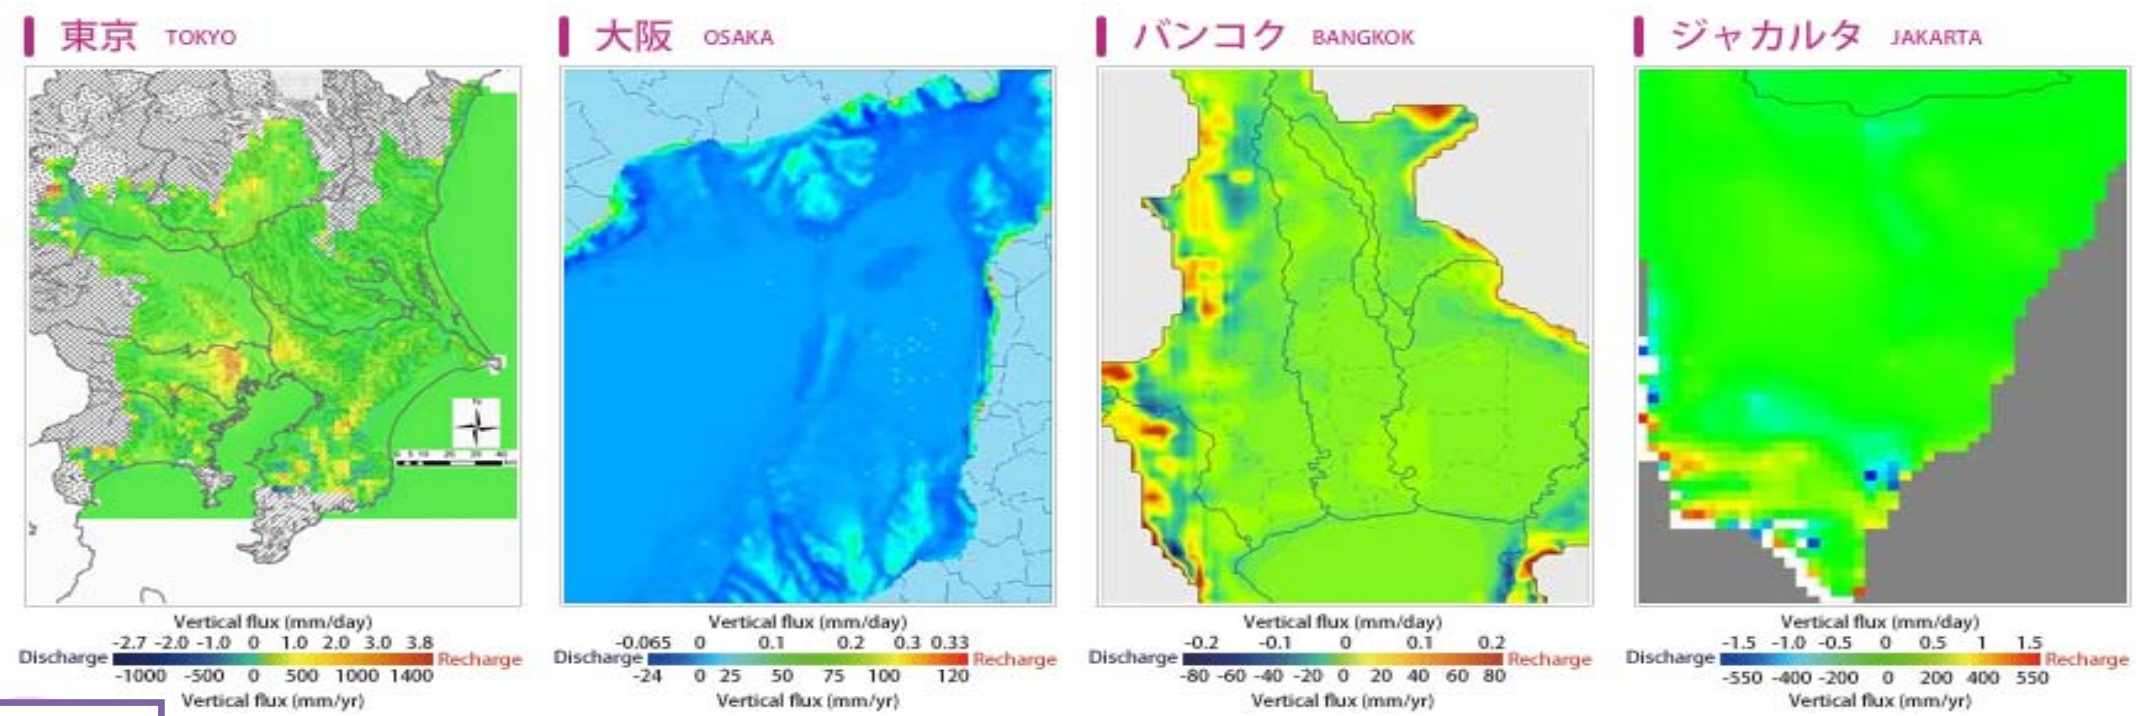 東京 TOKYO
Vertical flux (mm/day)
-2.7 -2.0 -1.0 0 1.0 2.0 3.0 3.8
Discharge Recharge
-1000 -500 0 500 1000 1400
Vertical flux (mm/yr)
大阪 OSAKA
Vertical flux (mm/day)
-0.065 0 0.1 0.2 0.3 0.33
Discharge Recharge
-24 0 25 50 75 100 120
Vertical flux (mm/yr)
バンコク BANGKOK
Vertical flux (mm/day)
-0.2 -0.1 0 0.1 0.2
Discharge Recharge
-80 -60 -40 -20 0 20 40 60 80
Vertical flux (mm/yr)
ジャカルタ JAKARTA
Vertical flux (mm/day)
-1.5 -1.0 -0.5 0 0.5 1 1.5
Discharge Recharge
-550 -400 -200 0 200 400 550
Vertical flux (mm/yr)